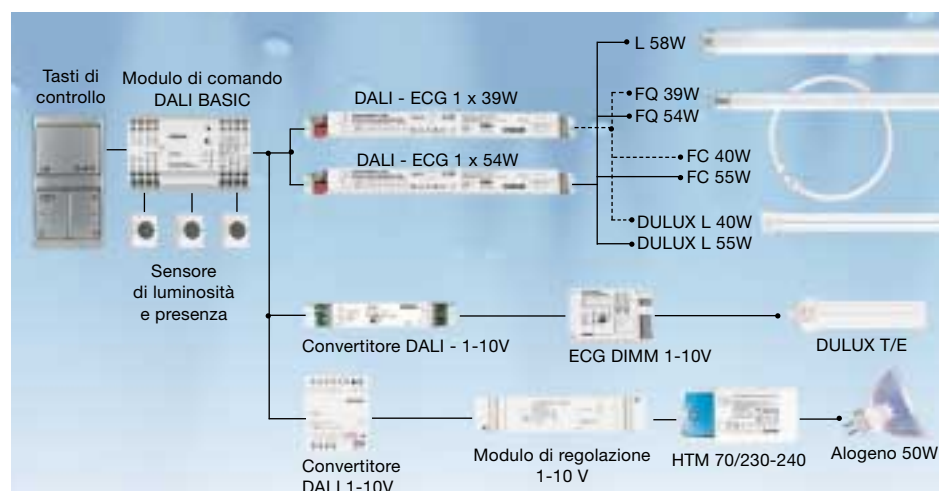 Tasti di
controllo
Modulo di comando
DALI BASIC
Sensore
di luminosità
e presenza
DALI - ECG 1 x 39W
DALI - ECG 1 x 54W
L 58W
FQ 39W
FQ 54W
FC 40W
FC 55W
DULUX L 40W
DULUX L 55W
Convertitore DALI - 1-10V
ECG DIMM 1-10V
DULUX T/E
Convertitore
DALI 1-10V
Modulo di regolazione
1-10 V
HTM 70/230-240
Alogeno 50W